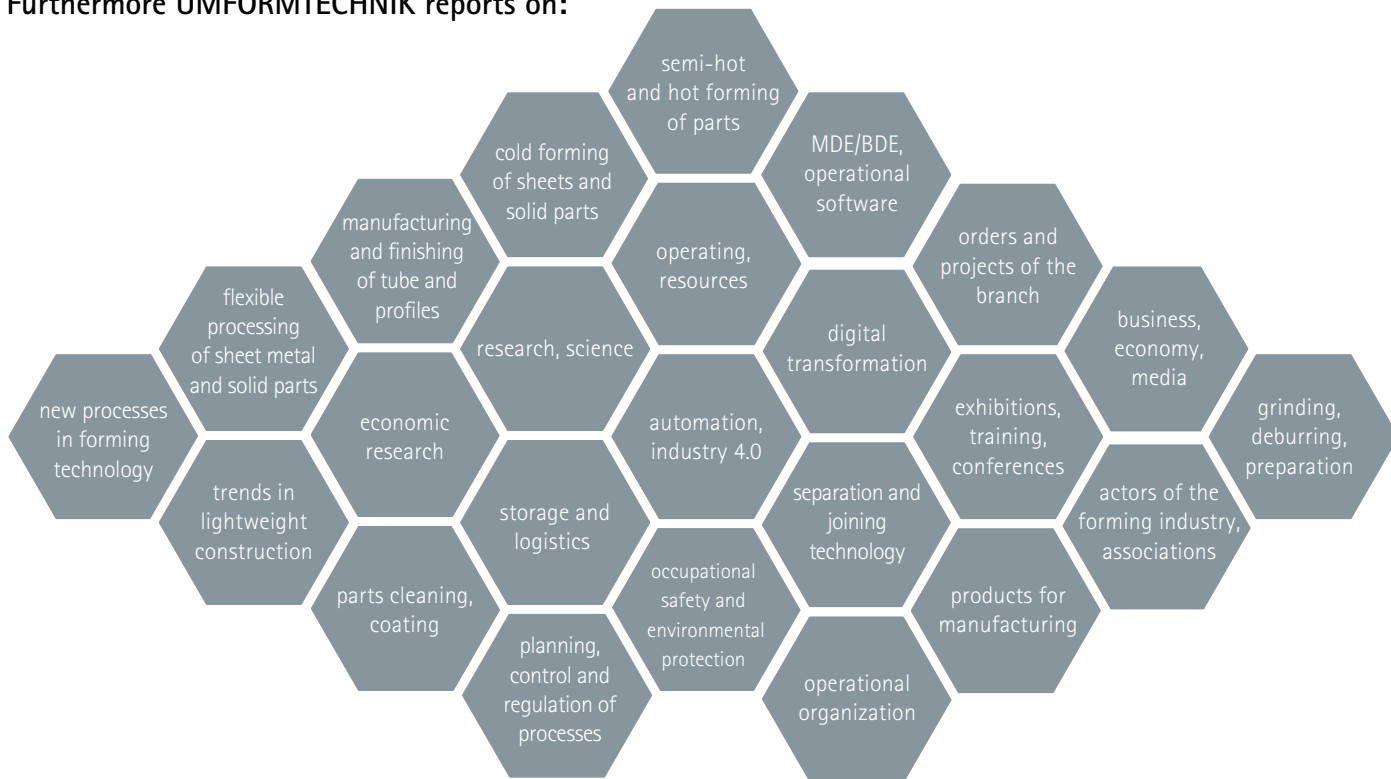 Furthermore UMFORMTECHNIK reports on:
semi-hot
and hot forming
of parts
cold forming
of sheets and
solid parts
MDE/BDE,
operational
software
manufacturing
and finishing
of tube and
profiles
operating,
resources
orders and
projects of the
branch
flexible
processing
of sheet metal
and solid parts
research, science
digital
transformation
business,
economy,
media
new processes
in forming
technology
economic
research
automation,
industry 4.0
exhibitions,
training,
conferences
grinding,
deburring,
preparation
trends in
lightweight
construction
storage and
logistics
separation and
joining
technology
actors of the
forming industry,
associations
parts cleaning,
coating
occupational
safety and
environmental
protection
products for
manufacturing
planning,
control and
regulation of
processes
operational
organization